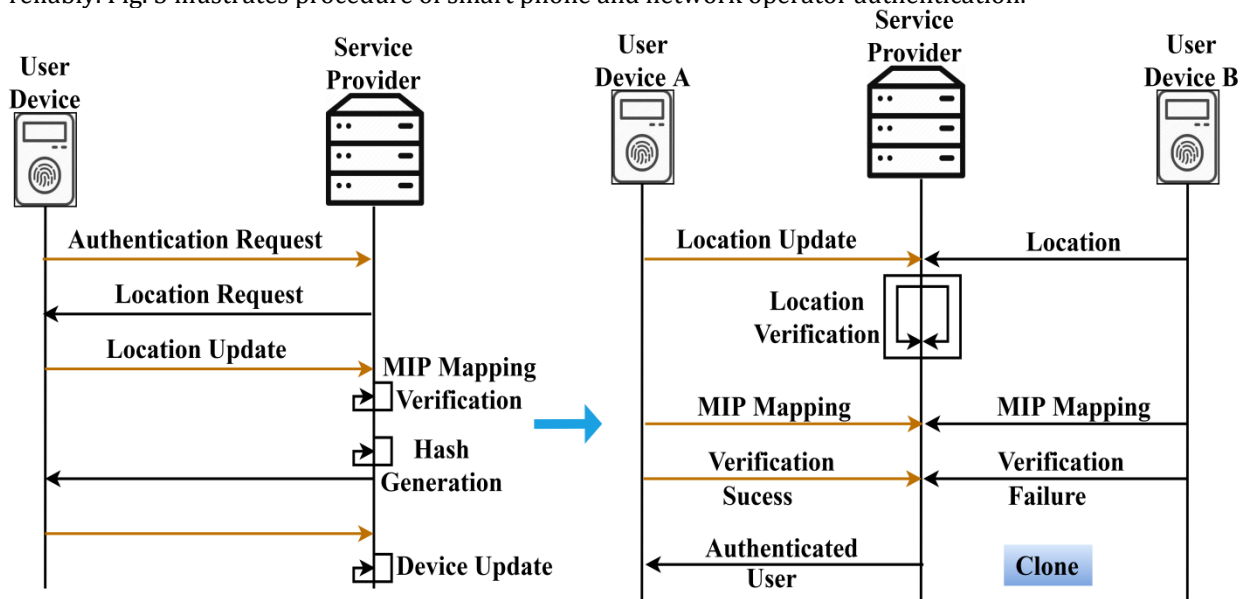 reliably. Fig. 3 illustrates procedure of smart phone and network operator authentication.
User
Device
Service
Provider
Authentication Request
Location Request
Location Update
MIP Mapping
Verification
Hash
Generation
Device Update
User
Device A
Service
Provider
User
Device B
Location Update
Location
Location
Verification
MIP Mapping
MIP Mapping
Verification
Sucess
Verification
Failure
Authenticated
User
Clone